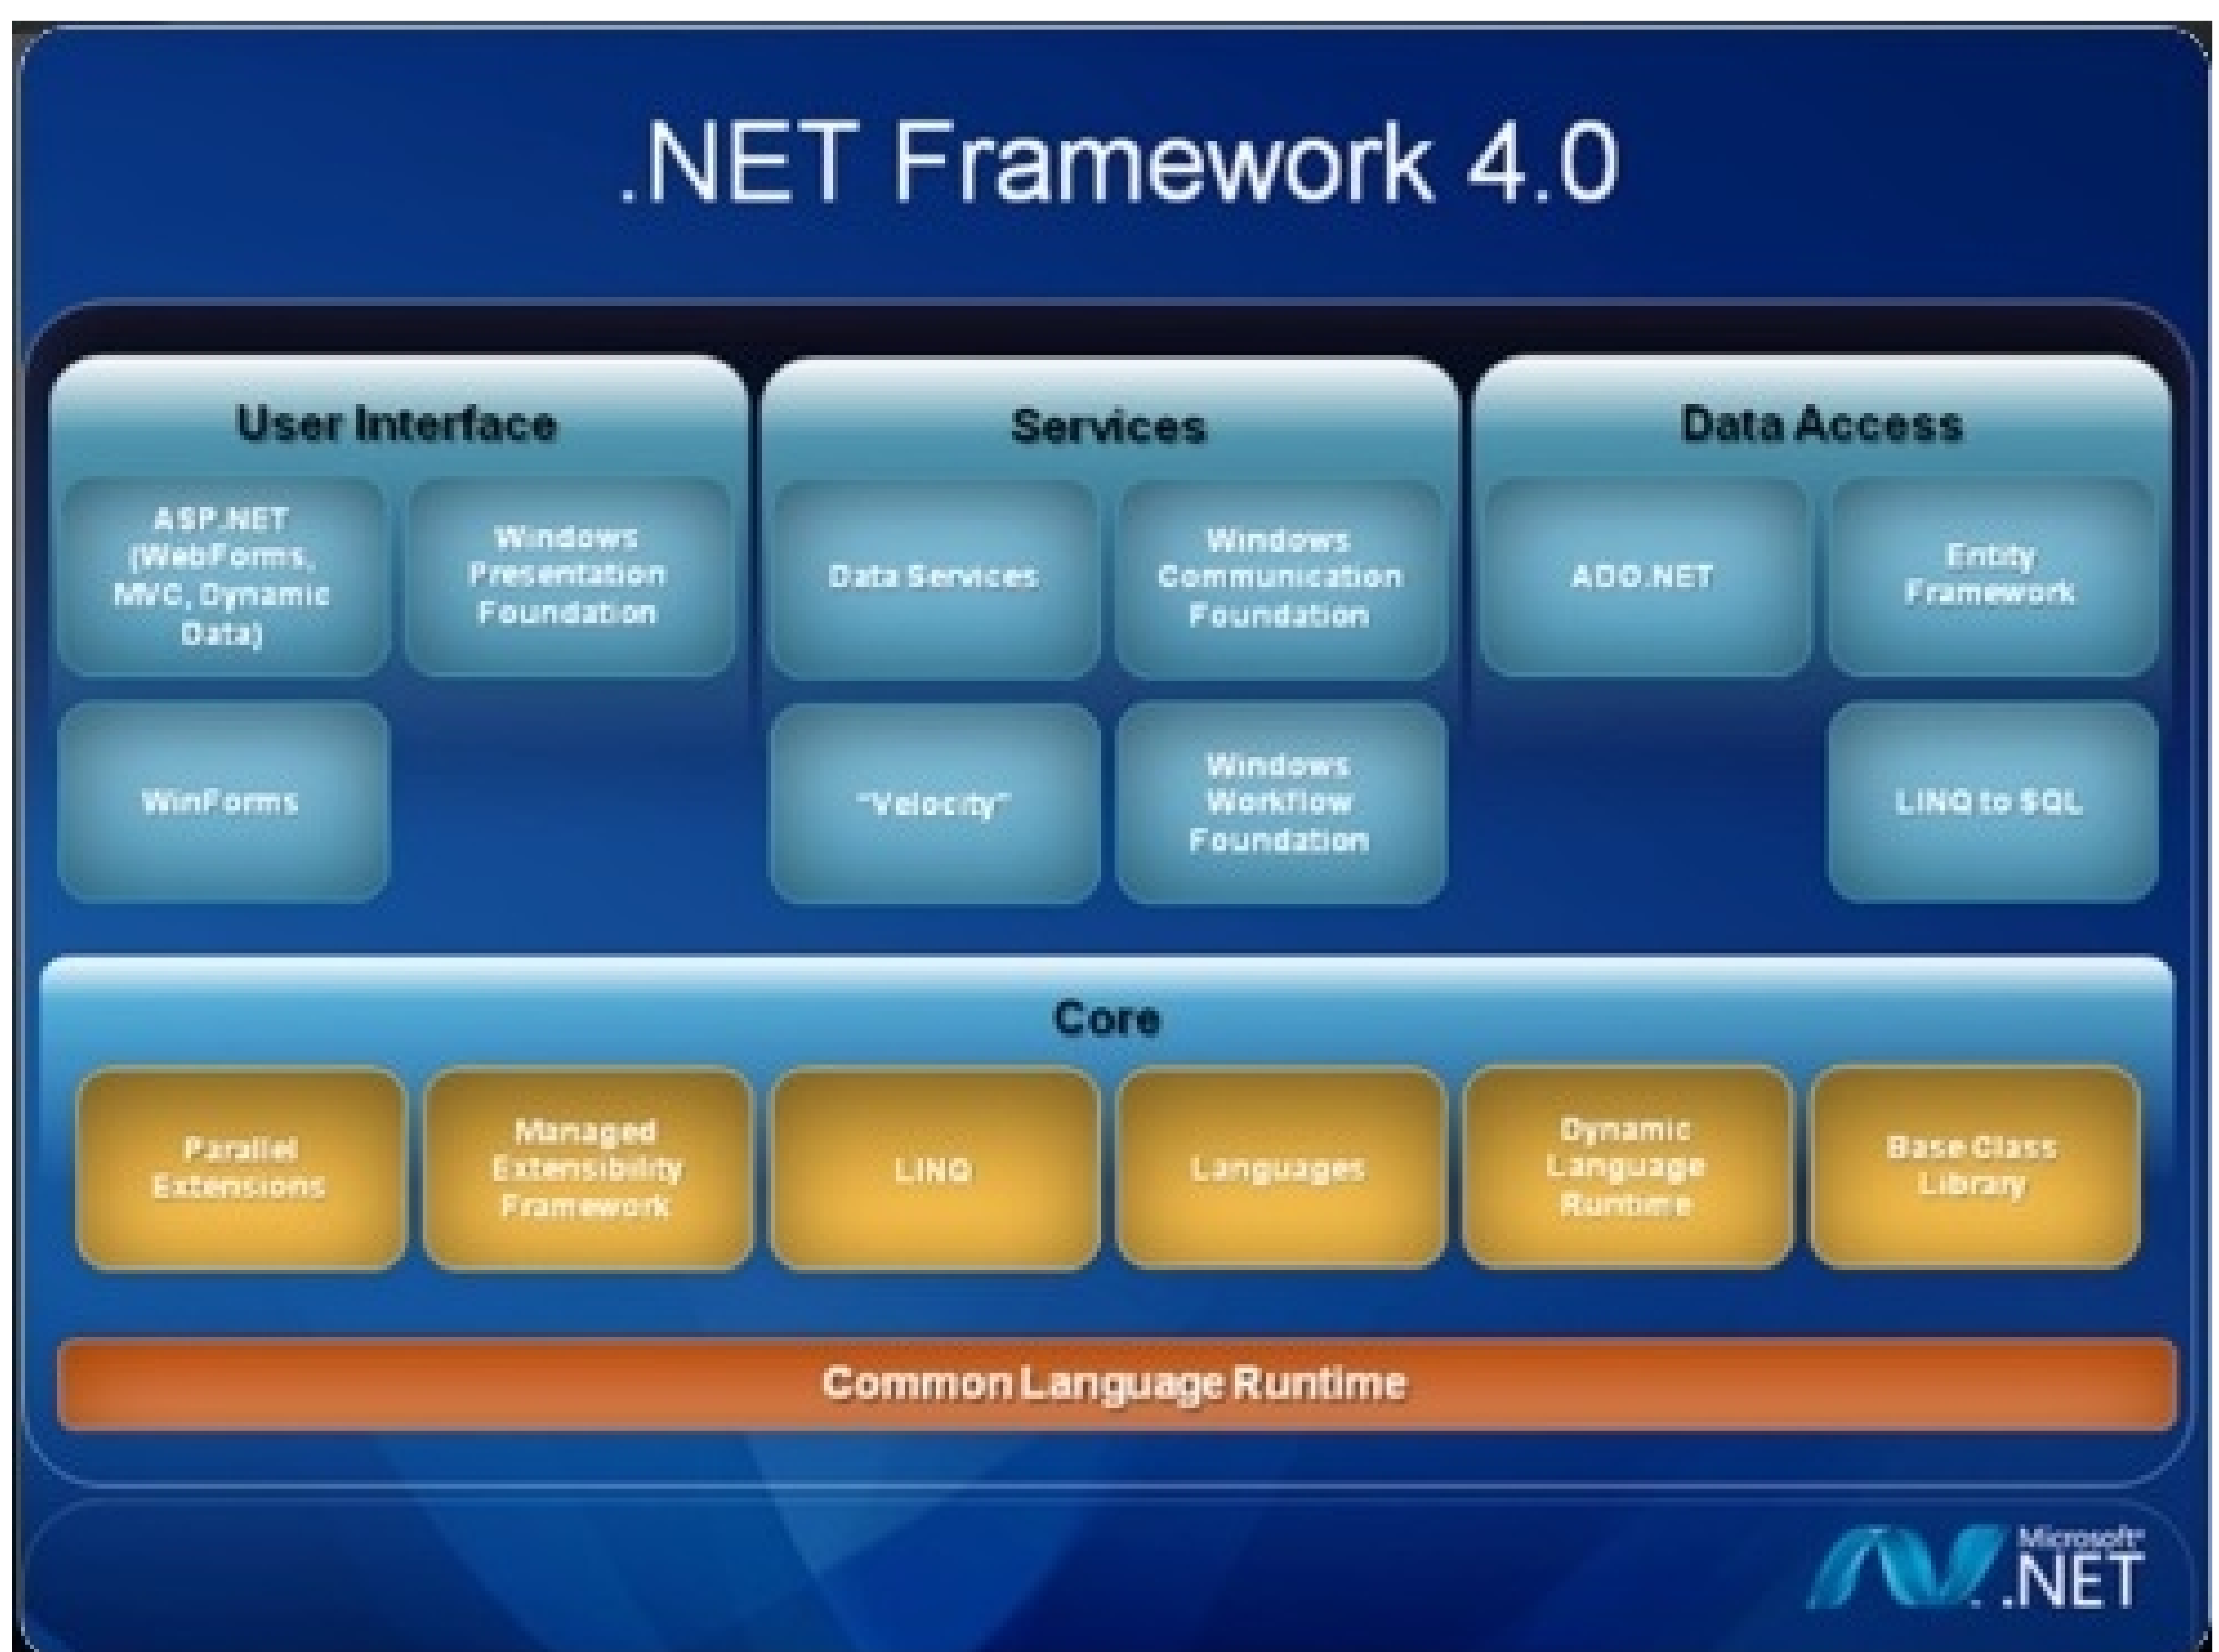 .NET Framework 4.0
User Interface
ASP.NET
(WebForms,
MVC, Dynamic
Data)
Windows
Presentation
Foundation
WinForms
Services
Data Services
Windows
Communication
Foundation
"Velocity"
Windows
Workflow
Foundation
Data Access
ADO.NET
Entity
Framework
LINQ to SQL
Core
Parallel
Extensions
Managed
Extensibility
Framework
LINQ
Languages
Dynamic
Language
Runtime
Base Class
Library
Common Language Runtime
Microsoft®
.NET